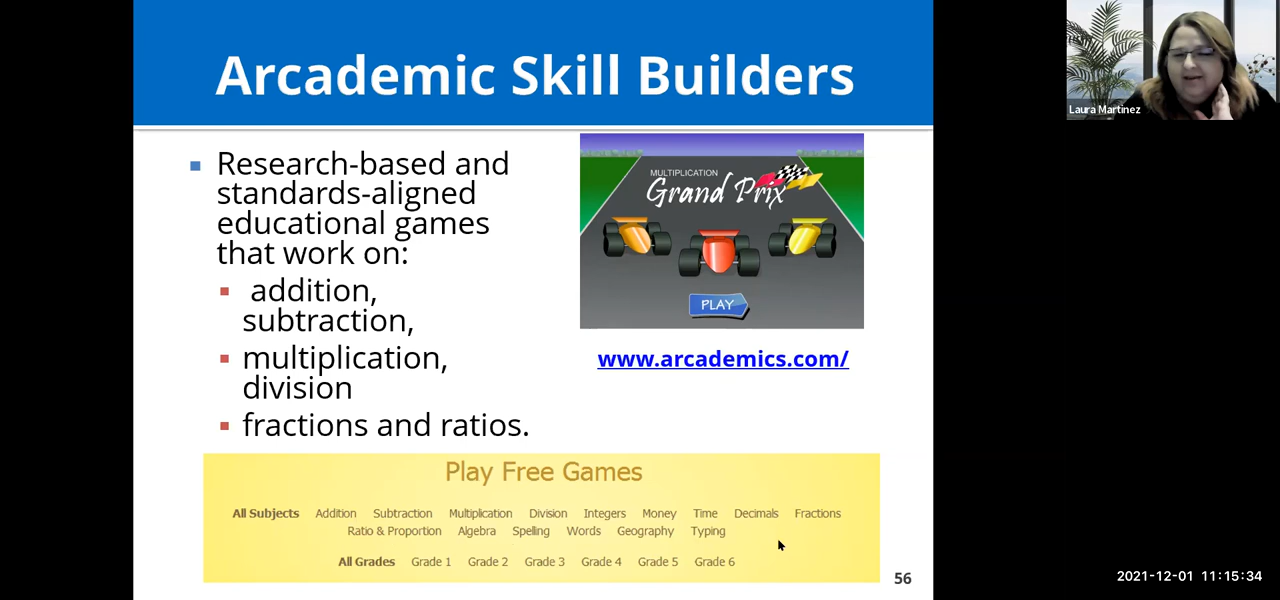 Arcademic Skill Builders
Research-based and
standards-aligned
educational games
that work on:
addition,
subtraction,
multiplication,
division
fractions and ratios.
MULTIPLICATION
Grand Prix
PLAY
www.arcademics.com/
Play Free Games
All Subjects Addition Subtraction Multiplication Division Integers Money Time Decimals Fractions
Ratio & Proportion Algebra Spelling Words Geography Typing
All Grades Grade 1 Grade 2 Grade 3 Grade 4 Grade 5 Grade 6
56
Laura Martinez
2021-12-01 11:15:34